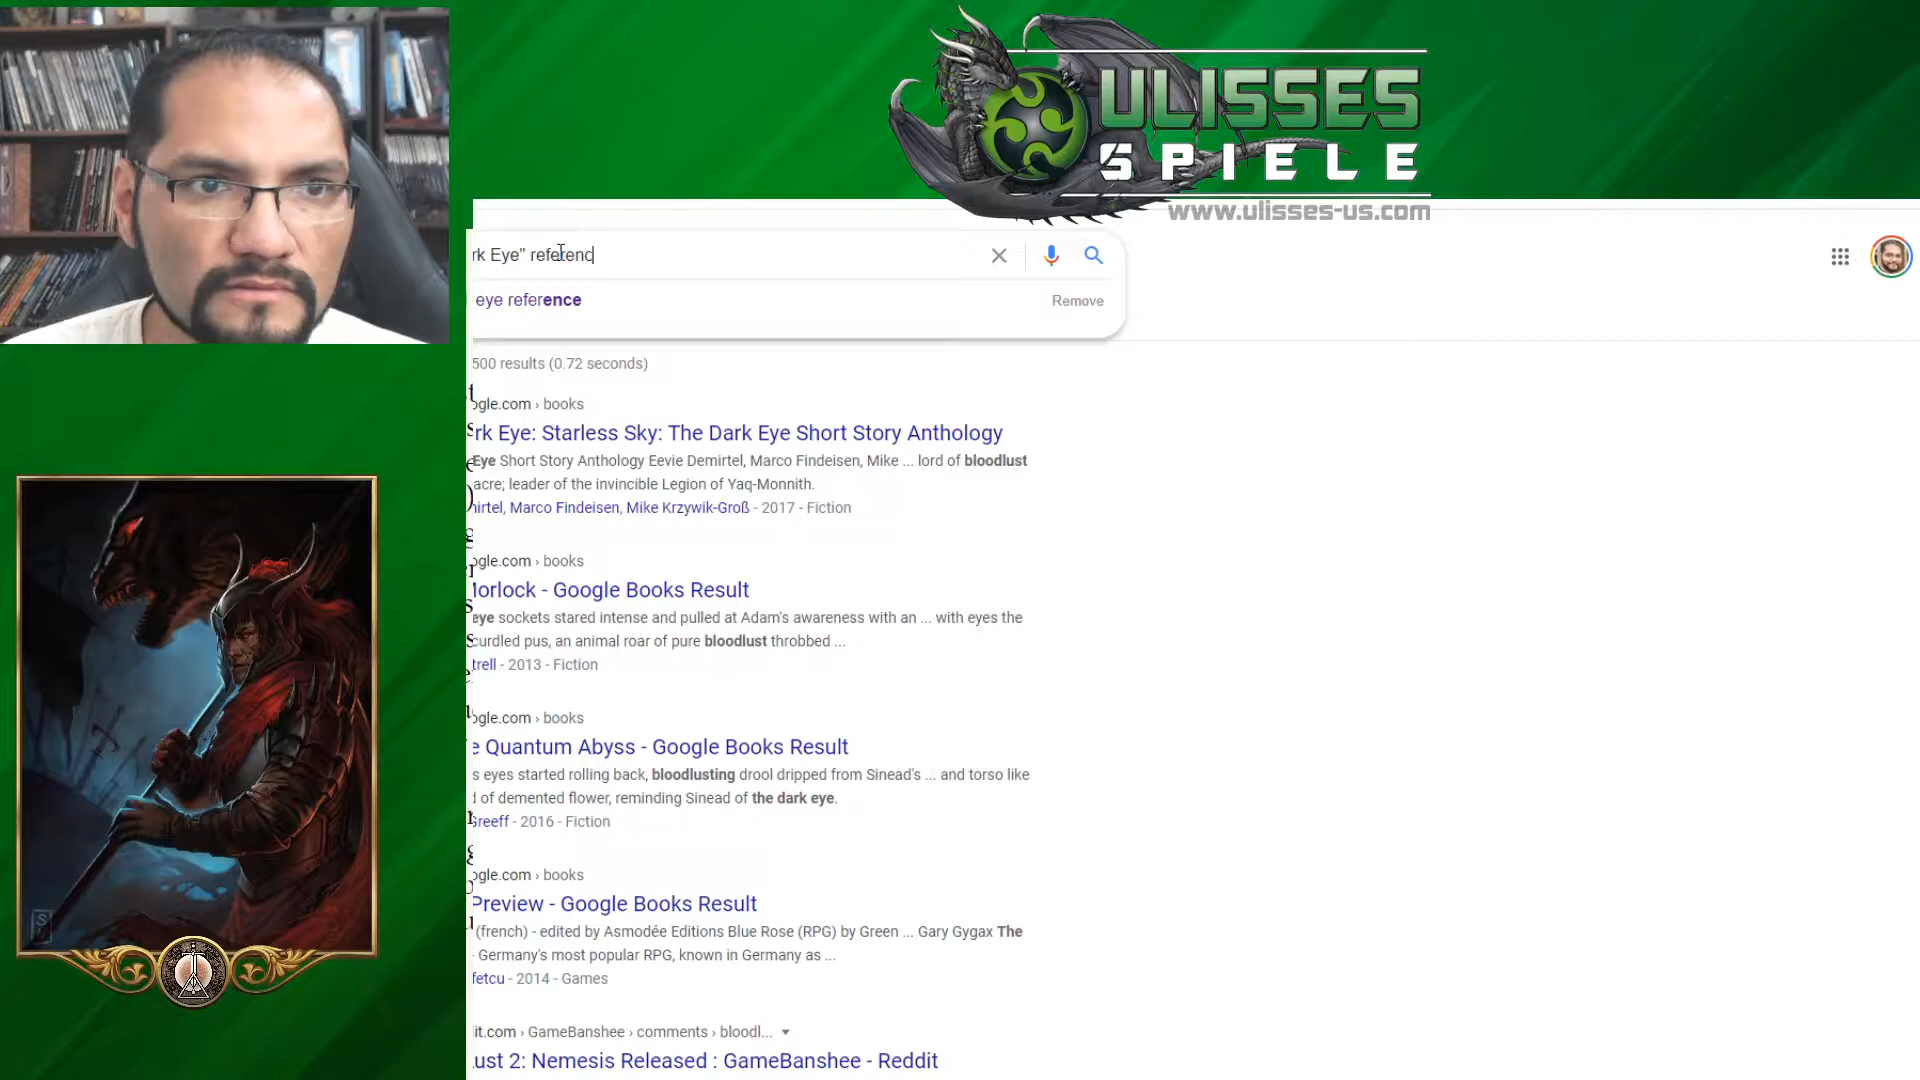 ULISSES
SPIELE
www.ulisses-us.com
rk Eye" referenc
eye reference
Remove
500 results (0.72 seconds)
ogle.com › books
rk Eye: Starless Sky: The Dark Eye Short Story Anthology
Eye Short Story Anthology Eevie Demirtel, Marco Findeisen, Mike ... lord of bloodlust
acre; leader of the invincible Legion of Yaq-Monnith.
irtel, Marco Findeisen, Mike Krzywik-Groß - 2017 - Fiction
ogle.com › books
orlock - Google Books Result
eye sockets stared intense and pulled at Adam's awareness with an ... with eyes the
curdled pus, an animal roar of pure bloodlust throbbed ...
trell - 2013 - Fiction
ogle.com › books
e Quantum Abyss - Google Books Result
s eyes started rolling back, bloodlusting drool dripped from Sinead's ... and torso like
d of demented flower, reminding Sinead of the dark eye.
Greeff - 2016 - Fiction
ogle.com › books
Preview - Google Books Result
(french) - edited by Asmodée Editions Blue Rose (RPG) by Green ... Gary Gygax The
Germany's most popular RPG, known in Germany as ...
fetcu - 2014 - Games
it.com › GameBanshee › comments › bloodl...
ust 2: Nemesis Released : GameBanshee - Reddit